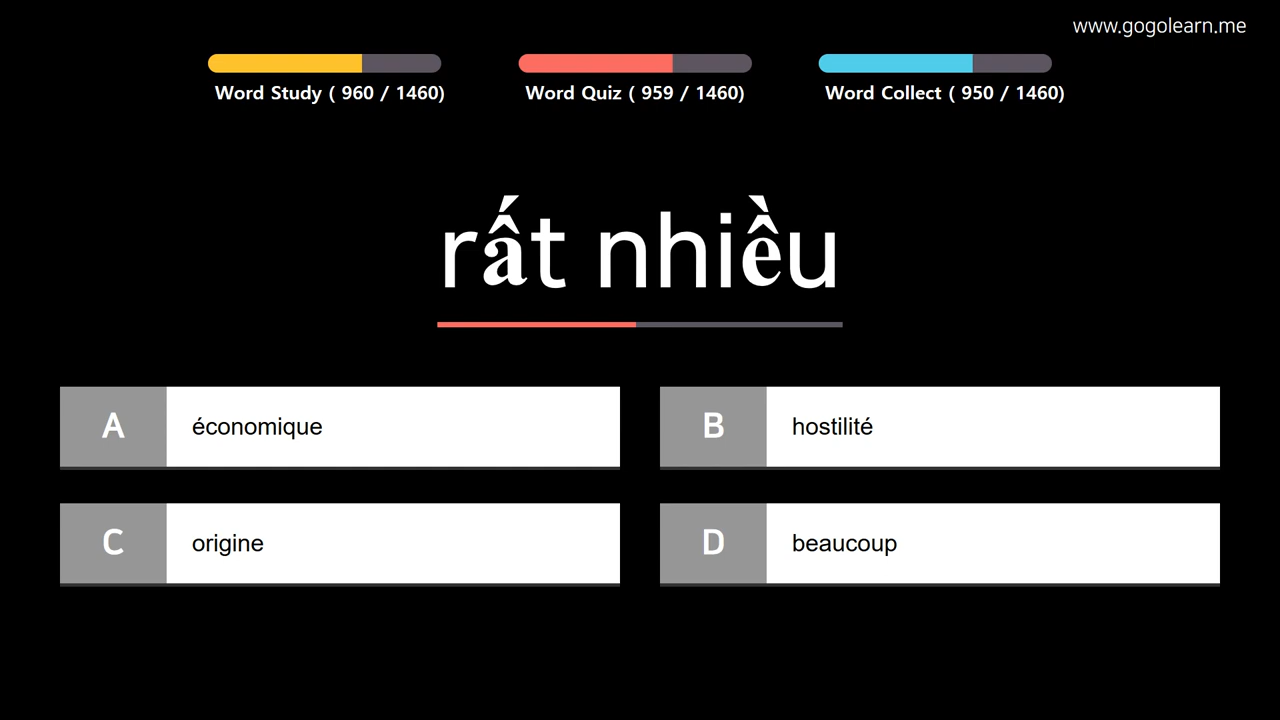 www.gogolearn.me
Word Study ( 960 / 1460)
Word Quiz ( 959 / 1460)
Word Collect ( 950 / 1460)
rất nhiều
A économique
B hostilité
C origine
D beaucoup